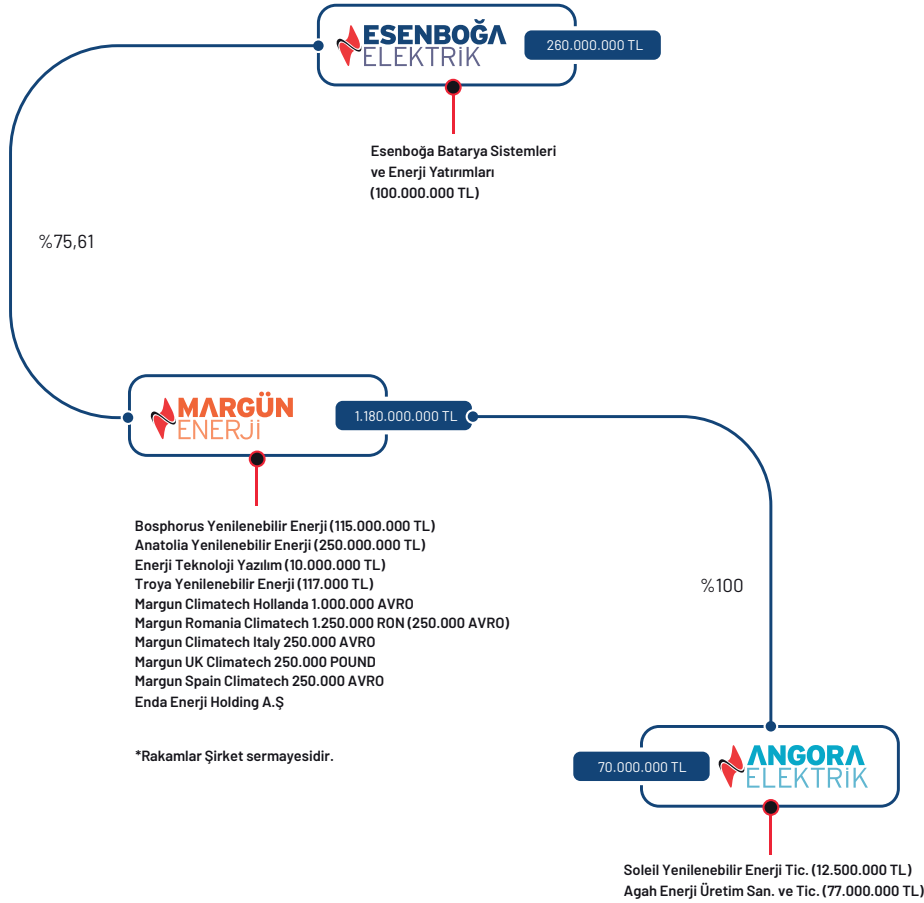 ESENBOĞA
ELEKTRİK
260.000.000 TL
Esenboğa Batarya Sistemleri
ve Enerji Yatırımları
(100.000.000 TL)
%75,61
MARGÜN
ENERJİ
1.180.000.000 TL
Bosphorus Yenilenebilir Enerji (115.000.000 TL)
Anatolia Yenilenebilir Enerji (250.000.000 TL)
Enerji Teknoloji Yazılım (10.000.000 TL)
Troya Yenilenebilir Enerji (117.000 TL)
Margun Climatech Hollanda 1.000.000 AVRO
Margun Romania Climatech 1.250.000 RON (250.000 AVRO)
Margun Climatech Italy 250.000 AVRO
Margun UK Climatech 250.000 POUND
Margun Spain Climatech 250.000 AVRO
Enda Enerji Holding A.Ş
*Rakamlar Şirket sermayesidir.
%100
70.000.000 TL
ANGORA
ELEKTRİK
Soleil Yenilenebilir Enerji Tic. (12.500.000 TL)
Agah Enerji Üretim San. ve Tic. (77.000.000 TL)